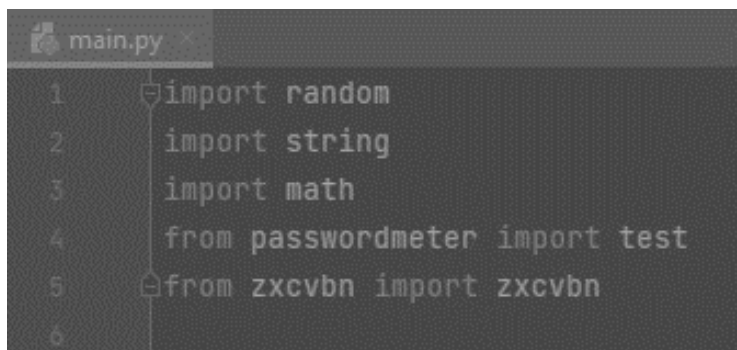 main.py ×
1 import random
2 import string
3 import math
4 from passwordmeter import test
5 from zxcvbn import zxcvbn
6